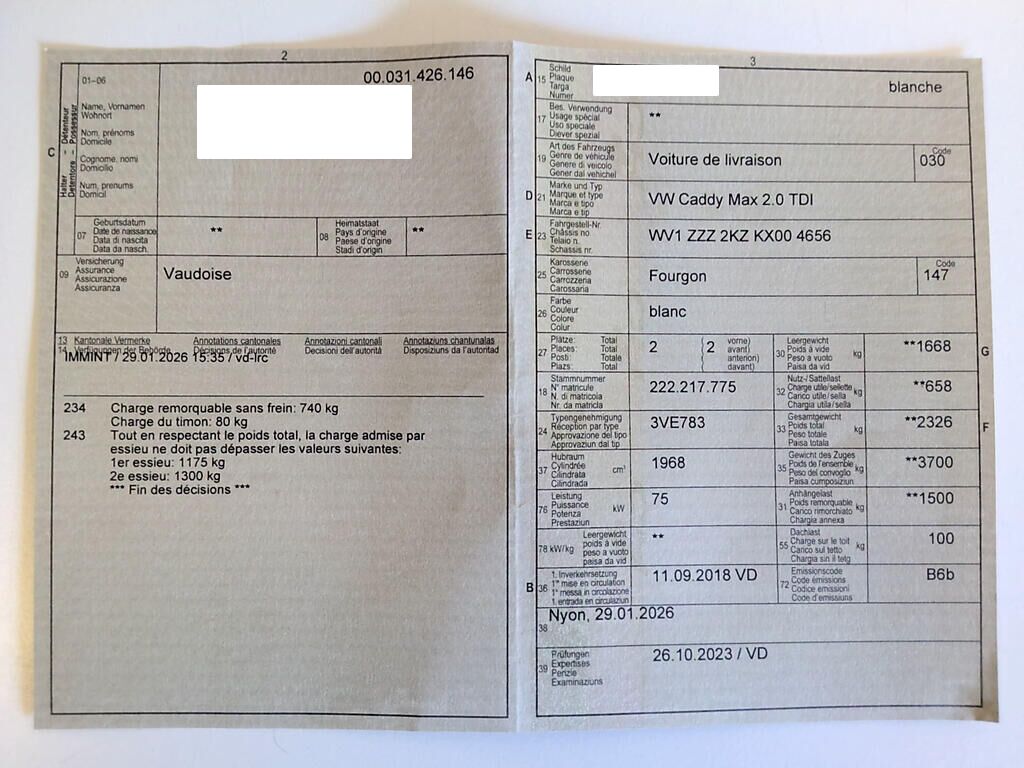 2
01–06
00.031.426.146
Name, Vornamen
Wohnort
Nom, prénoms
Domicile
Cognome, nomi
Domicilio
Num, prenums
Domicil
C
Halter – Détenteur
Detentore – Possessur
07
Geburtsdatum
Date de naissance
Data di nascita
Data da nasch.
**
08
Heimatstaat
Pays d'origine
Paese d'origine
Stadi d'origin
**
09
Versicherung
Assurance
Assicurazione
Assicuranza
Vaudoise
13 Kantonale Vermerke Annotations cantonales Annotazioni cantonali Annotaziuns chantunalas
14 Verfügungen der Behörde Décisions de l'autorité Decisioni dell'autorità Disposiziuns da l'autoritad
IMMINT / 29.01.2026 15:35 / vd-lrc
234 Charge remorquable sans frein: 740 kg
Charge du timon: 80 kg
243 Tout en respectant le poids total, la charge admise par
essieu ne doit pas dépasser les valeurs suivantes:
1er essieu: 1175 kg
2e essieu: 1300 kg
*** Fin des décisions ***
3
A
15
Schild
Plaque
Targa
Numer
blanche
17
Bes. Verwendung
Usage spécial
Uso speciale
Diever spezial
**
19
Art des Fahrzeugs
Genre de véhicule
Genere di veicolo
Gener dal vehichel
Voiture de livraison
Code
030
D
21
Marke und Typ
Marque et type
Marca e tipo
Marca e tip
VW Caddy Max 2.0 TDI
E
23
Fahrgestell-Nr.
Châssis no
Telaio n.
Schassis nr.
WV1 ZZZ 2KZ KX00 4656
25
Karosserie
Carrosserie
Carrozzeria
Carossaria
Fourgon
Code
147
26
Farbe
Couleur
Colore
Colur
blanc
27
Plätze: Total
Places: Total
Posti: Totale
Plazs: Total
2
( vorne)
( avant)
( anterion)
( davant)
2
30
Leergewicht
Poids à vide
Peso a vuoto
Paisa da vid
kg
**1668
G
18
Stammnummer
N° matricule
N. di matricola
Nr. da matricla
222.217.775
32
Nutz-/Sattellast
Charge utile/sellette
Carico utile/sella
Chargia utila/sella
kg
**658
24
Typengenehmigung
Réception par type
Approvazione del tipo
Approvaziun dal tip
3VE783
33
Gesamtgewicht
Poids total
Peso totale
Paisa totala
kg
**2326
F
37
Hubraum
Cylindrée
Cilindrata
Cilindrada
cm³
1968
35
Gewicht des Zuges
Poids de l'ensemble
Peso del convoglio
Paisa cumposiziun
kg
**3700
76
Leistung
Puissance
Potenza
Prestaziun
kW
75
31
Anhängelast
Poids remorquable
Carico rimorchiato
Chargia annexa
kg
**1500
78 kW/kg
Leergewicht
poids à vide
peso a vuoto
paisa da vid
**
55
Dachlast
Charge sur le toit
Carico sul tetto
Chargia sin il tetg
kg
100
B
36
1. Inverkehrsetzung
1re mise en circulation
1a messa in circolazione
1. entrada en circulaziun
11.09.2018 VD
72
Emissionscode
Code émissions
Codice emissioni
Code d'emissiuns
B6b
38
Nyon, 29.01.2026
39
Prüfungen
Expertises
Perizie
Examinaziuns
26.10.2023 / VD